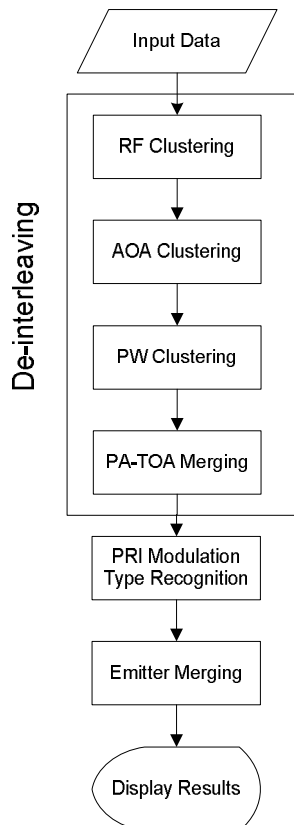 Input Data
De-interleaving
RF Clustering
AOA Clustering
PW Clustering
PA-TOA Merging
PRI Modulation
Type Recognition
Emitter Merging
Display Results